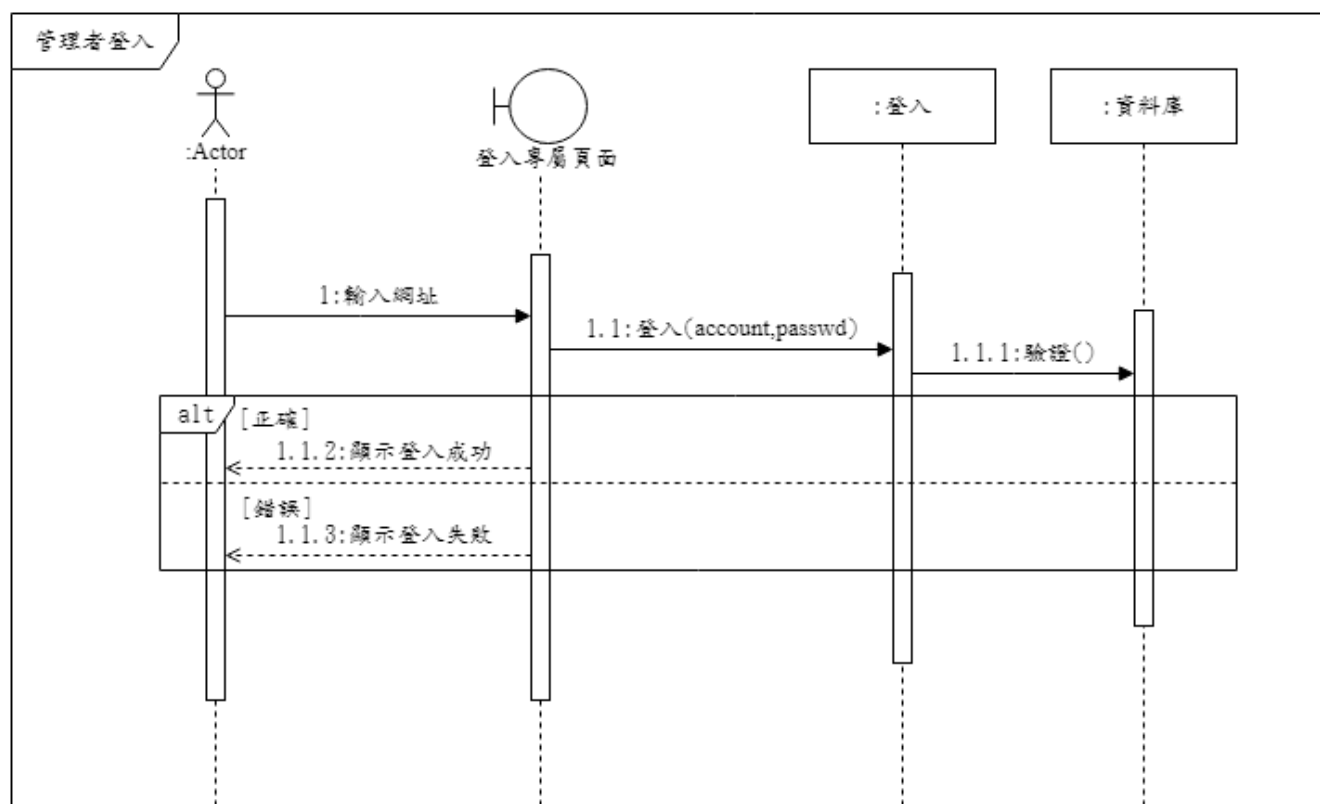 管理者登入
:Actor
登入專屬頁面
:登入
:資料庫
1:輸入網址
1.1:登入(account,passwd)
1.1.1:驗證()
alt
[正確]
1.1.2:顯示登入成功
[錯誤]
1.1.3:顯示登入失敗